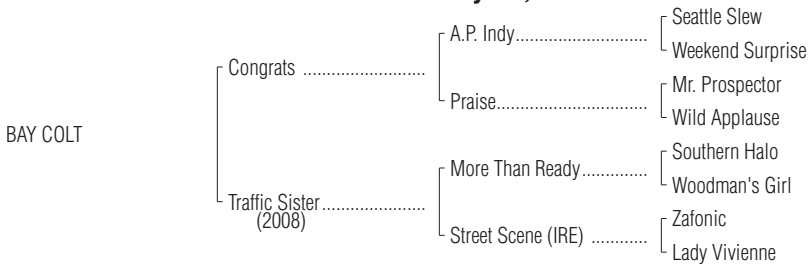 Seattle Slew
A.P. Indy
Weekend Surprise
Congrats
Mr. Prospector
Praise
Wild Applause
BAY COLT
Southern Halo
More Than Ready
Woodman's Girl
Traffic Sister
(2008)
Zafonic
Street Scene (IRE)
Lady Vivienne